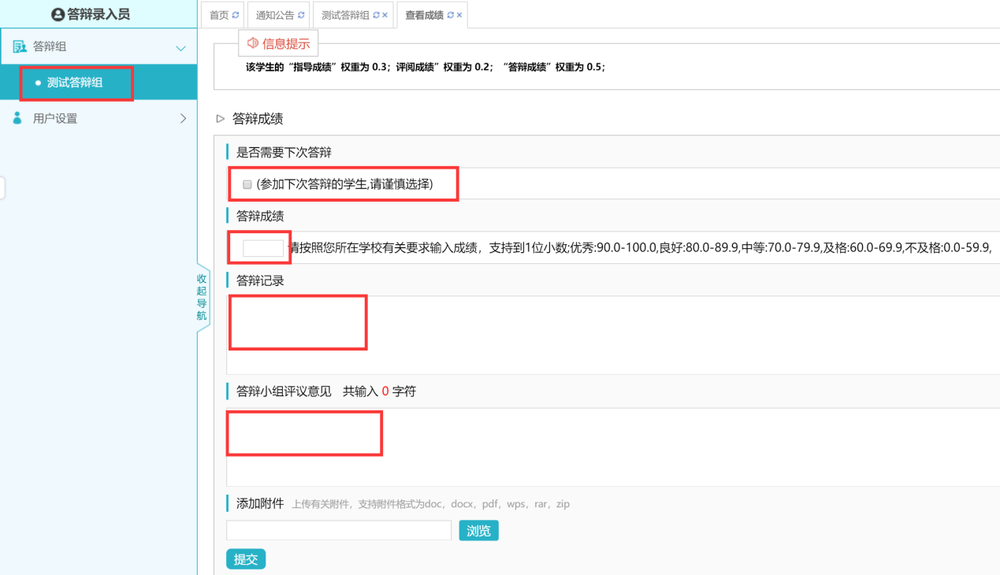 答辩录入员
首页 通知公告 测试答辩组 × 查看成绩 ×
答辩组
测试答辩组
用户设置
收起导航
信息提示
该学生的“指导成绩”权重为 0.3；评阅成绩”权重为 0.2； “答辩成绩”权重为 0.5；
答辩成绩
是否需要下次答辩
(参加下次答辩的学生,请谨慎选择)
答辩成绩
请按照您所在学校有关要求输入成绩，支持到1位小数;优秀:90.0-100.0,良好:80.0-89.9,中等:70.0-79.9,及格:60.0-69.9,不及格:0.0-59.9,
答辩记录
答辩小组评议意见 共输入 0 字符
添加附件 上传有关附件，支持附件格式为doc，docx，pdf，wps，rar，zip
浏览
提交